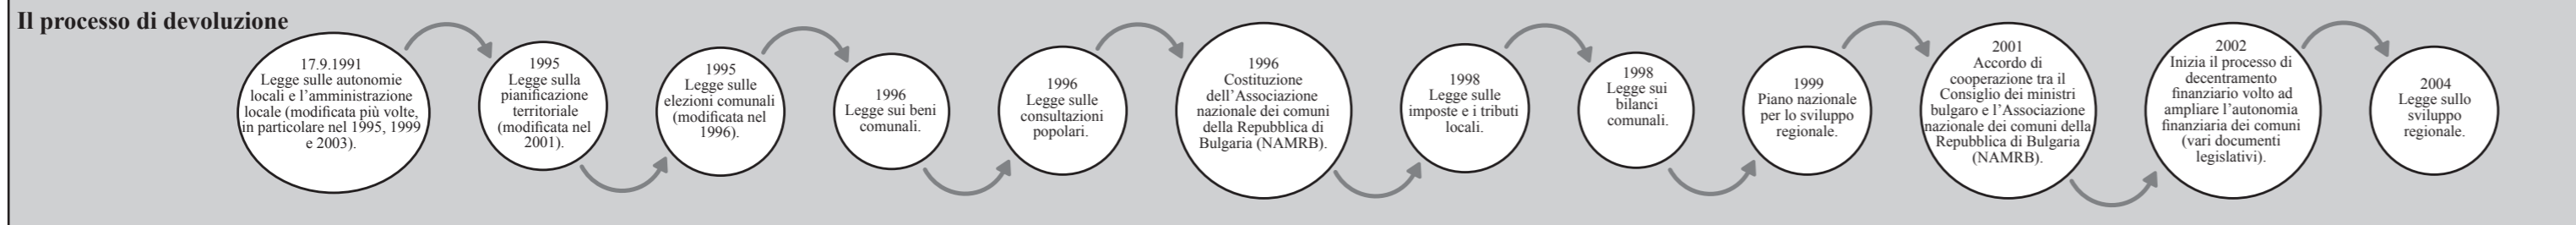 Il processo di devoluzione
17.9.1991
Legge sulle autonomie
locali e l'amministrazione
locale (modificata più volte,
in particolare nel 1995, 1999
e 2003).
1995
Legge sulla
pianificazione
territoriale
(modificata nel
2001).
1995
Legge sulle
elezioni comunali
(modificata nel
1996).
1996
Legge sui beni
comunali.
1996
Legge sulle
consultazioni
popolari.
1996
Costituzione
dell'Associazione
nazionale dei comuni
della Repubblica di
Bulgaria (NAMRB).
1998
Legge sulle
imposte e i tributi
locali.
1998
Legge sui
bilanci
comunali.
1999
Piano nazionale
per lo sviluppo
regionale.
2001
Accordo di
cooperazione tra il
Consiglio dei ministri
bulgaro e l'Associazione
nazionale dei comuni della
Repubblica di Bulgaria
(NAMRB).
2002
Inizia il processo di
decentramento
finanziario volto ad
ampliare l'autonomia
finanziaria dei comuni
(vari documenti
legislativi).
2004
Legge sullo
sviluppo
regionale.